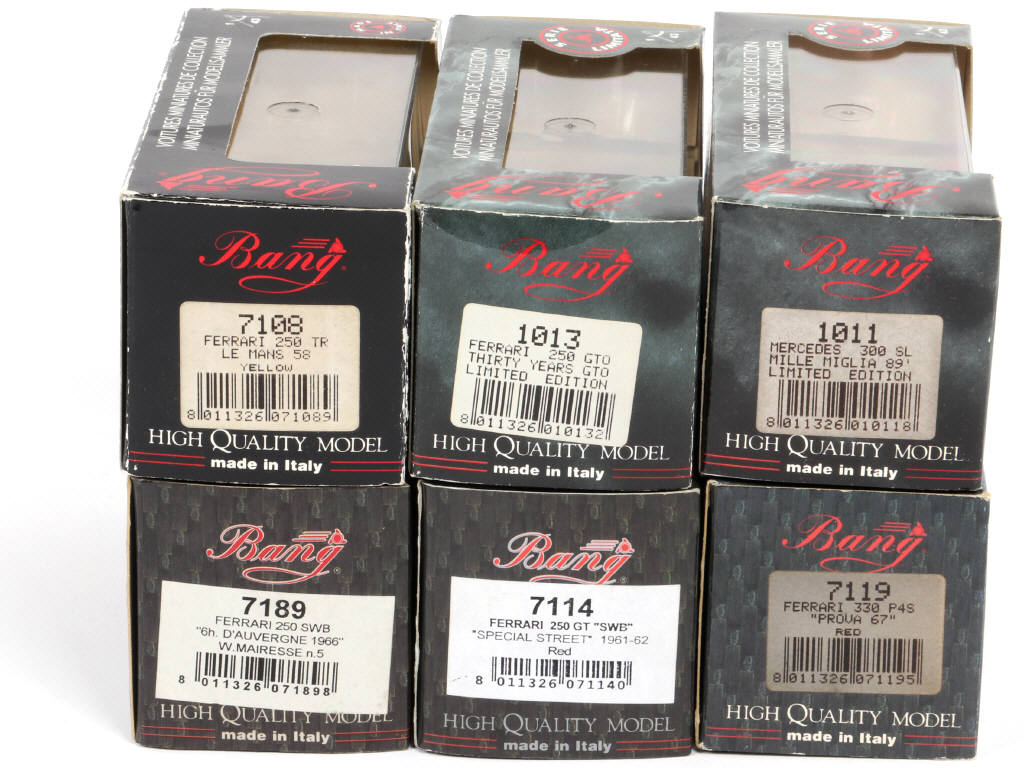 VOITURES MINIATURES DE COLLECTION
MINIATURAUTOS FÜR MODELLSAMMLER
Bang
Bang
7108
FERRARI 250 TR
LE MANS 58
YELLOW
8 011326 071089
HIGH QUALITY MODEL
made in Italy
VOITURES MINIATURES DE COLLECTION
MINIATURAUTOS FÜR MODELLSAMMLER
Bang
Bang
1013
FERRARI 250 GTO
THIRTY YEARS GTO
LIMITED EDITION
8 011326 010132
HIGH QUALITY MODEL
made in Italy
VOITURES MINIATURES DE COLLECTION
MINIATURAUTOS FÜR MODELLSAMMLER
Bang
Bang
1011
MERCEDES 300 SL
MILLE MIGLIA 89'
LIMITED EDITION
8 011326 010118
HIGH QUALITY MODEL
made in Italy
Bang
7189
FERRARI 250 SWB
"6h. D'AUVERGNE 1966"
W.MAIRESSE n.5
8 011326 071898
HIGH QUALITY MODEL
made in Italy
Bang
7114
FERRARI 250 GT "SWB"
"SPECIAL STREET" 1961-62
Red
8 011326 071140
HIGH QUALITY MODEL
made in Italy
Bang
7119
FERRARI 330 P4S
"PROVA 67"
RED
8 011326 071195
HIGH QUALITY MODEL
made in Italy